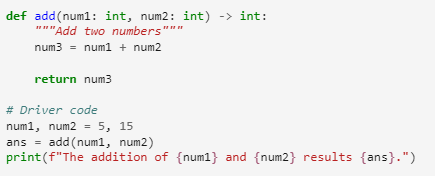 def add(num1: int, num2: int) -> int:
    """Add two numbers"""
    num3 = num1 + num2

    return num3

# Driver code
num1, num2 = 5, 15
ans = add(num1, num2)
print(f"The addition of {num1} and {num2} results {ans}.")